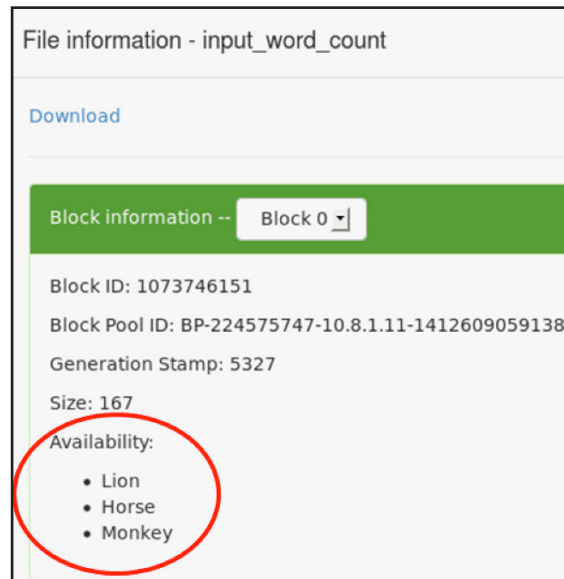 File information - input_word_count
Download
Block information -- Block 0
Block ID: 1073746151
Block Pool ID: BP-224575747-10.8.1.11-1412609059138
Generation Stamp: 5327
Size: 167
Availability:
• Lion
• Horse
• Monkey